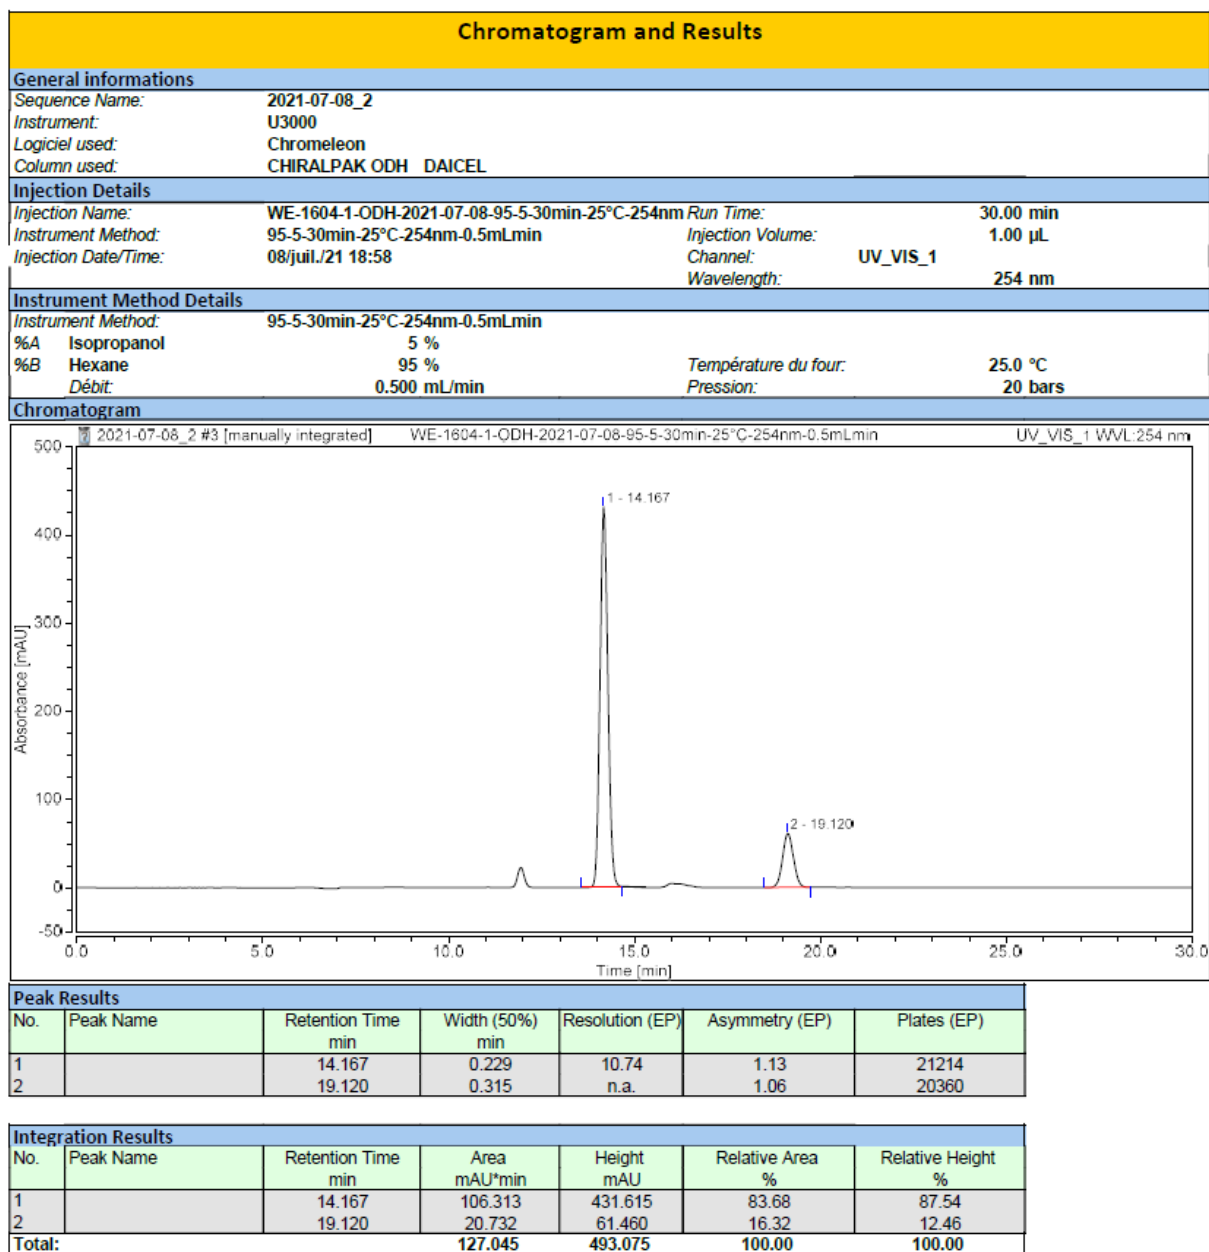 Chromatogram and Results
General informations
Sequence Name: 2021-07-08_2
Instrument: U3000
Logiciel used: Chromeleon
Column used: CHIRALPAK ODH DAICEL
Injection Details
Injection Name: WE-1604-1-ODH-2021-07-08-95-5-30min-25°C-254nm Run Time: 30.00 min
Instrument Method: 95-5-30min-25°C-254nm-0.5mLmin Injection Volume: 1.00 µL
Injection Date/Time: 08/juil./21 18:58 Channel: UV_VIS_1
Wavelength: 254 nm
Instrument Method Details
Instrument Method: 95-5-30min-25°C-254nm-0.5mLmin
%A Isopropanol 5 %
%B Hexane 95 % Température du four: 25.0 °C
Débit: 0.500 mL/min Pression: 20 bars
Chromatogram
2021-07-08_2 #3 [manually integrated] WE-1604-1-ODH-2021-07-08-95-5-30min-25°C-254nm-0.5mLmin UV_VIS_1 WVL:254 nm
500
1 - 14.167
400
300
200
Absorbance [mAU]
100
2 - 19.120
0
-50
0.0 5.0 10.0 15.0 20.0 25.0 30.0
Time [min]
Peak Results
No. Peak Name Retention Time Width (50%) Resolution (EP) Asymmetry (EP) Plates (EP)
min min
1 14.167 0.229 10.74 1.13 21214
2 19.120 0.315 n.a. 1.06 20360
Integration Results
No. Peak Name Retention Time Area Height Relative Area Relative Height
min mAU*min mAU % %
1 14.167 106.313 431.615 83.68 87.54
2 19.120 20.732 61.460 16.32 12.46
Total: 127.045 493.075 100.00 100.00